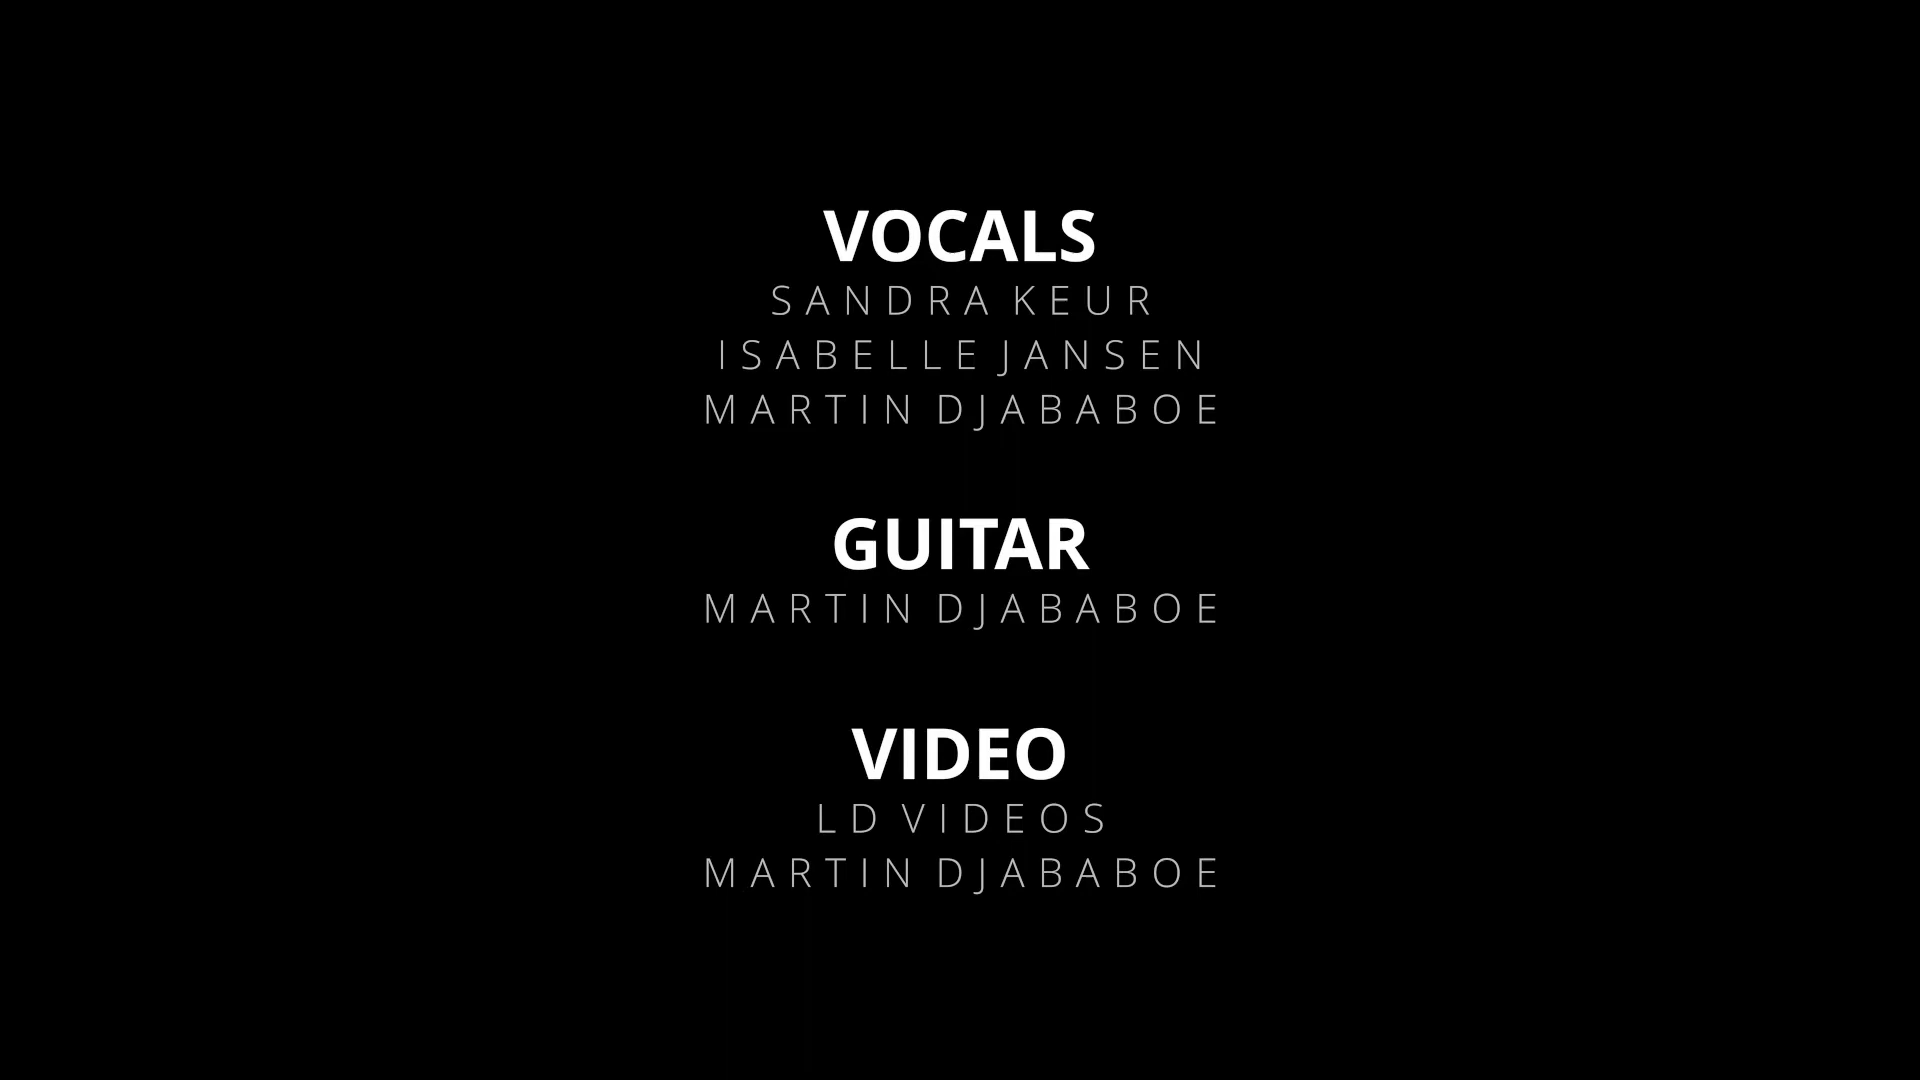 VOCALS
SANDRA KEUR
ISABELLE JANSEN
MARTIN DJABABOE
GUITAR
MARTIN DJABABOE
VIDEO
LD VIDEOS
MARTIN DJABABOE